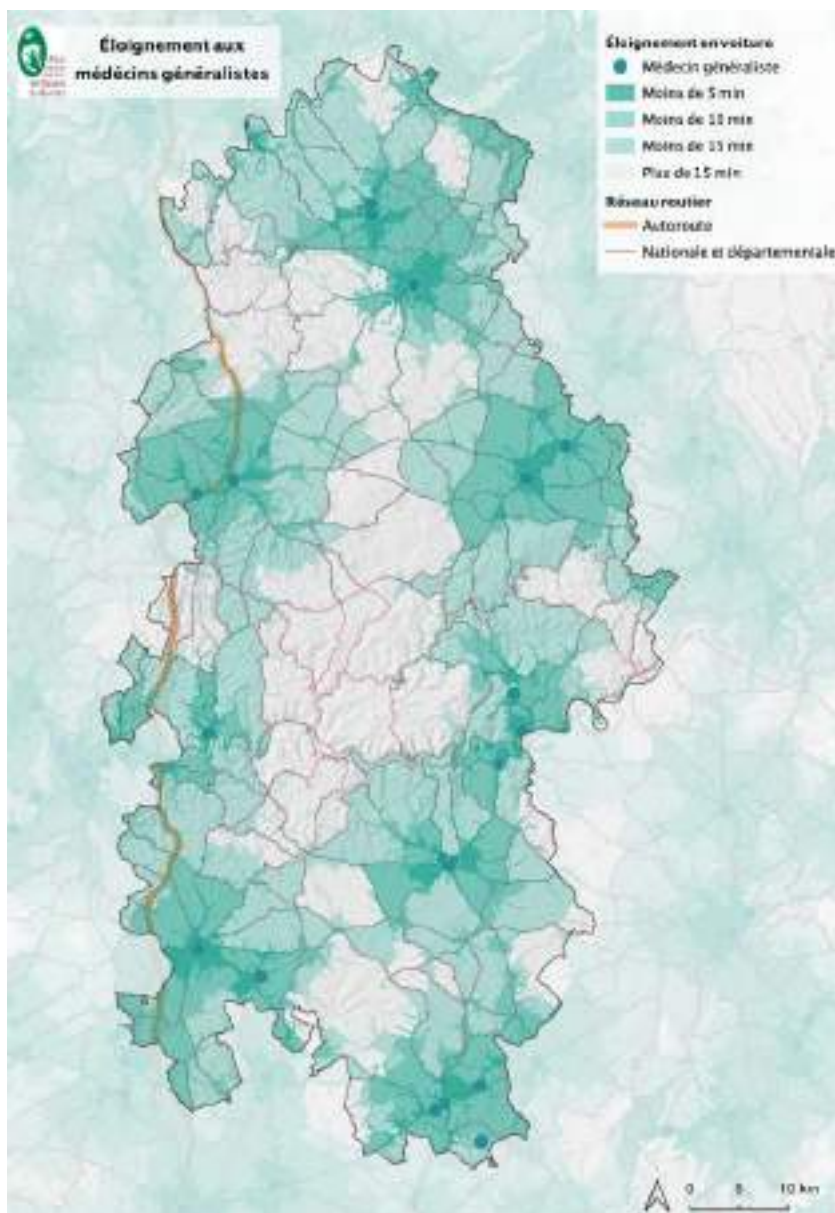 Éloignement aux
médécins généralistes
Éloignement en voiture
Médecin généraliste
Moins de 5 min
Moins de 10 min
Moins de 15 min
Plus de 15 min
Réseau routier
Autoroute
Nationale et départementale
0 5 10 km